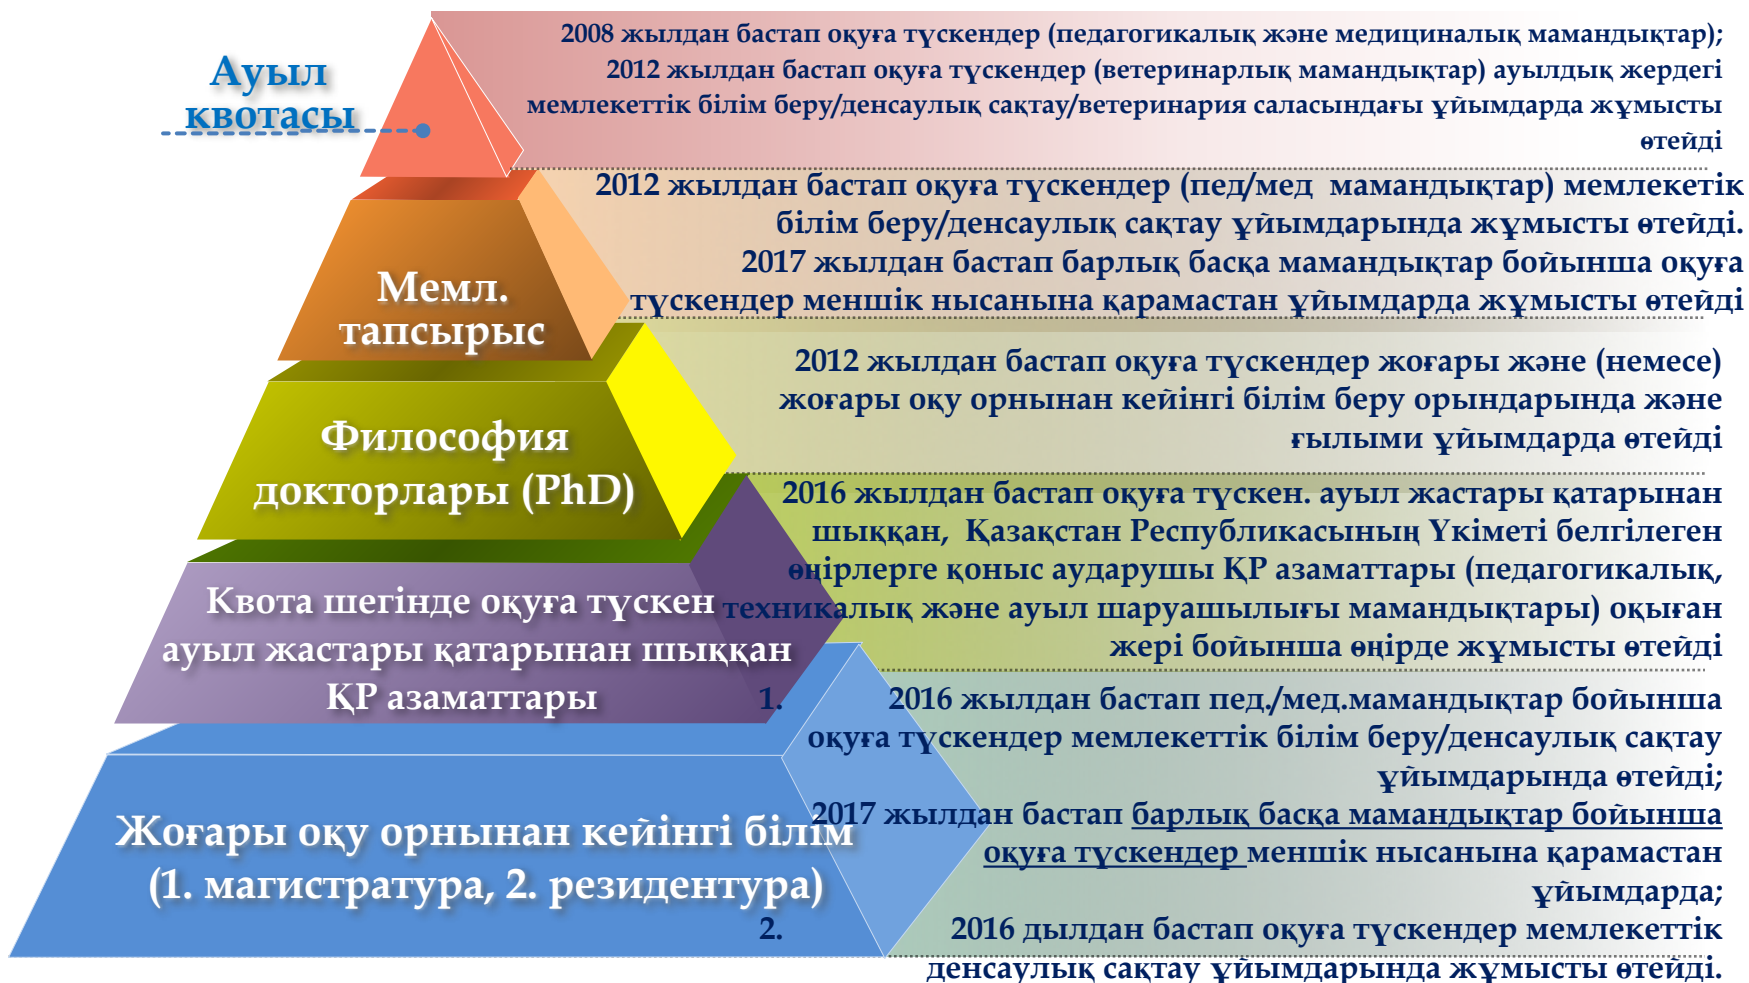 Ауыл
квотасы
2008 жылдан бастап оқуға түскендер (педагогикалық және медициналық мамандықтар);
2012 жылдан бастап оқуға түскендер (ветеринарлық мамандықтар) ауылдық жердегі
мемлекеттік білім беру/денсаулық сақтау/ветеринария саласындағы ұйымдарда жұмысты
өтейді
Мемл.
тапсырыс
2012 жылдан бастап оқуға түскендер (пед/мед мамандықтар) мемлекетік
білім беру/денсаулық сақтау ұйымдарында жұмысты өтейді.
2017 жылдан бастап барлық басқа мамандықтар бойынша оқуға
түскендер меншік нысанына қарамастан ұйымдарда жұмысты өтейді
Философия
докторлары (PhD)
2012 жылдан бастап оқуға түскендер жоғары және (немесе)
жоғары оқу орнынан кейінгі білім беру орындарында және
ғылыми ұйымдарда өтейді
Квота шегінде оқуға түскен
ауыл жастары қатарынан шыққан
ҚР азаматтары
2016 жылдан бастап оқуға түскен. ауыл жастары қатарынан
шыққан, Қазақстан Республикасының Үкіметі белгілеген
өңірлерге қоныс аударушы ҚР азаматтары (педагогикалық,
техникалық және ауыл шаруашылығы мамандықтары) оқыған
жері бойынша өңірде жұмысты өтейді
Жоғары оқу орнынан кейінгі білім
(1. магистратура, 2. резидентура)
1. 2016 жылдан бастап пед./мед.мамандықтар бойынша
оқуға түскендер мемлекеттік білім беру/денсаулық сақтау
ұйымдарында өтейді;
2017 жылдан бастап барлық басқа мамандықтар бойынша
оқуға түскендер меншік нысанына қарамастан
ұйымдарда;
2. 2016 дылдан бастап оқуға түскендер мемлекеттік
денсаулық сақтау ұйымдарында жұмысты өтейді.